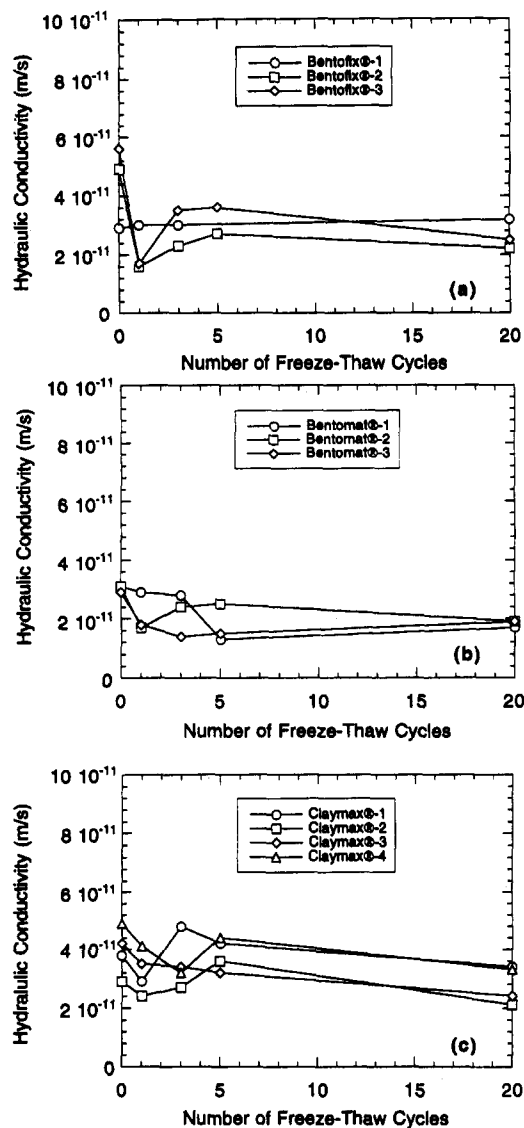 10 10-11
8 10-11
6 10-11
4 10-11
2 10-11
0
Hydraulic Conductivity (m/s)
Bentofix®-1
Bentofix®-2
Bentofix®-3
(a)
0 5 10 15 20
Number of Freeze-Thaw Cycles
10 10-11
8 10-11
6 10-11
4 10-11
2 10-11
0
Hydraulic Conductivity (m/s)
Bentomat®-1
Bentomat®-2
Bentomat®-3
(b)
0 5 10 15 20
Number of Freeze-Thaw Cycles
10 10-11
8 10-11
6 10-11
4 10-11
2 10-11
0
Hydralulic Conductivity (m/s)
Claymax®-1
Claymax®-2
Claymax®-3
Claymax®-4
(c)
0 5 10 15 20
Number of Freeze-Thaw Cycles